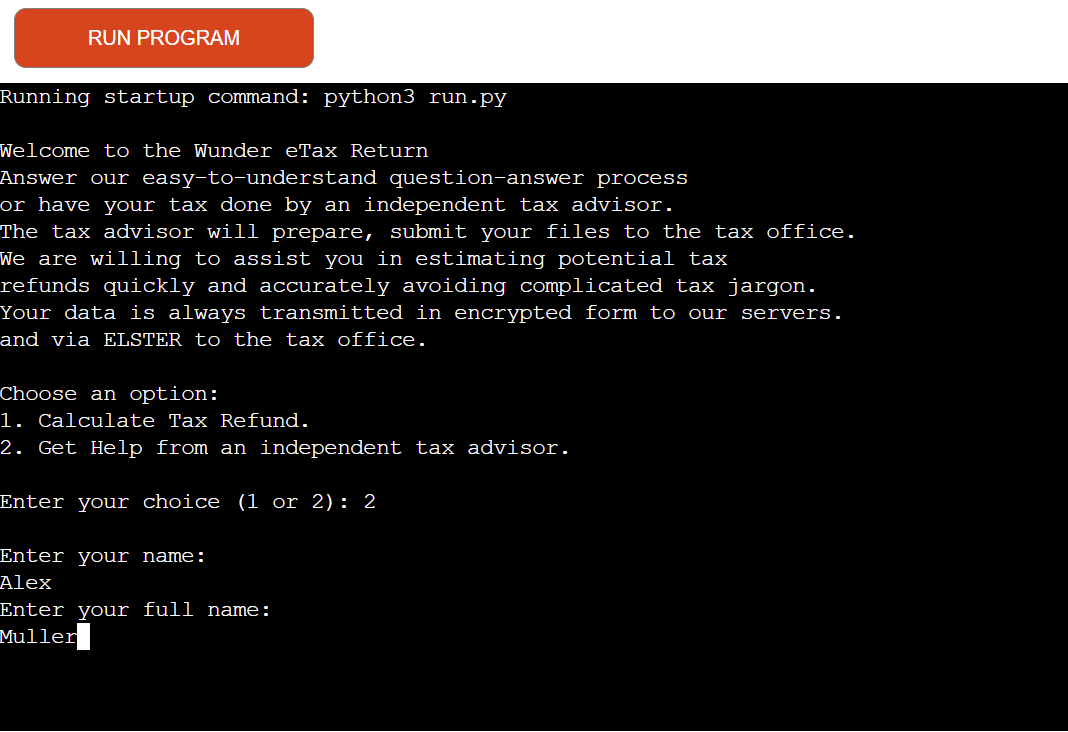 RUN PROGRAM
Running startup command: python3 run.py
Welcome to the Wunder eTax Return
Answer our easy-to-understand question-answer process
or have your tax done by an independent tax advisor.
The tax advisor will prepare, submit your files to the tax office.
We are willing to assist you in estimating potential tax
refunds quickly and accurately avoiding complicated tax jargon.
Your data is always transmitted in encrypted form to our servers.
and via ELSTER to the tax office.
Choose an option:
1. Calculate Tax Refund.
2. Get Help from an independent tax advisor.
Enter your choice (1 or 2): 2
Enter your name:
Alex
Enter your full name:
Muller